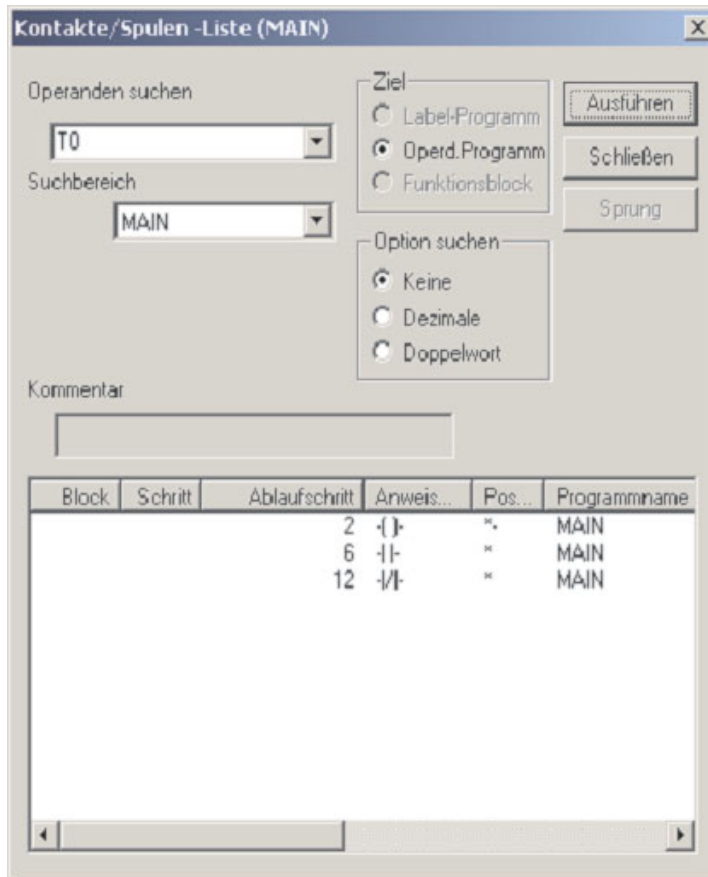 Kontakte/Spulen -Liste (MAIN)
Operanden suchen
T0
Suchbereich
MAIN
Ziel
Label-Programm
Operd.Programm
Funktionsblock
Option suchen
Keine
Dezimale
Doppelwort
Ausführen
Schließen
Sprung
Kommentar
Block Schritt Ablaufschritt Anweis... Pos... Programmname
2 -( )- *- MAIN
6 -| |- * MAIN
12 -|/|- * MAIN